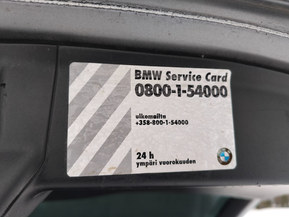 BMW Service Card
0800-1-54000
ulkomailta
+358-800-1-54000
24 h
ympäri vuorokauden